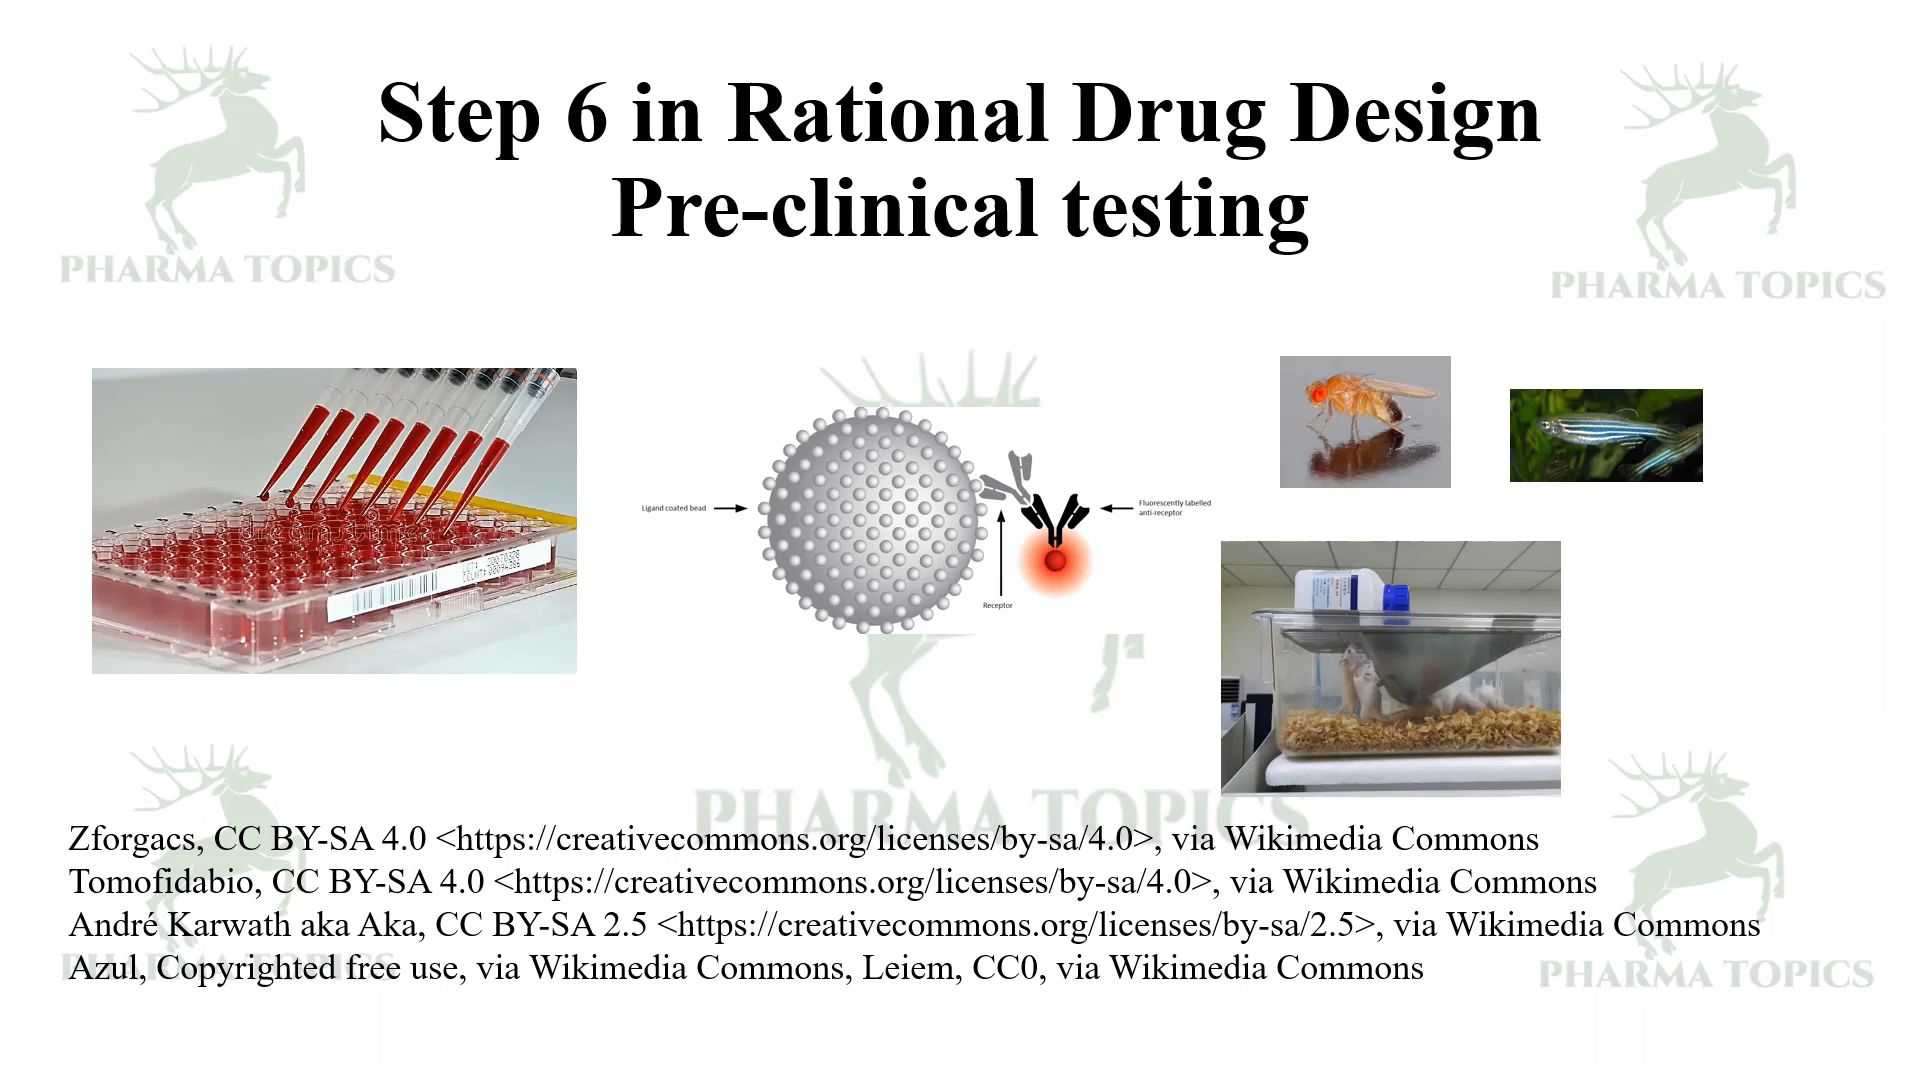 Step 6 in Rational Drug Design
Pre-clinical testing
PHARMA TOPICS
PHARMA TOPICS
Ligand coated bead
Fluorescently labelled
anti-receptor
Receptor
PHARMA TOPICS
Zforgacs, CC BY-SA 4.0 <https://creativecommons.org/licenses/by-sa/4.0>, via Wikimedia Commons
Tomofidabio, CC BY-SA 4.0 <https://creativecommons.org/licenses/by-sa/4.0>, via Wikimedia Commons
André Karwath aka Aka, CC BY-SA 2.5 <https://creativecommons.org/licenses/by-sa/2.5>, via Wikimedia Commons
Azul, Copyrighted free use, via Wikimedia Commons, Leiem, CC0, via Wikimedia Commons
PHARMA TOPICS
PHARMA TOPICS